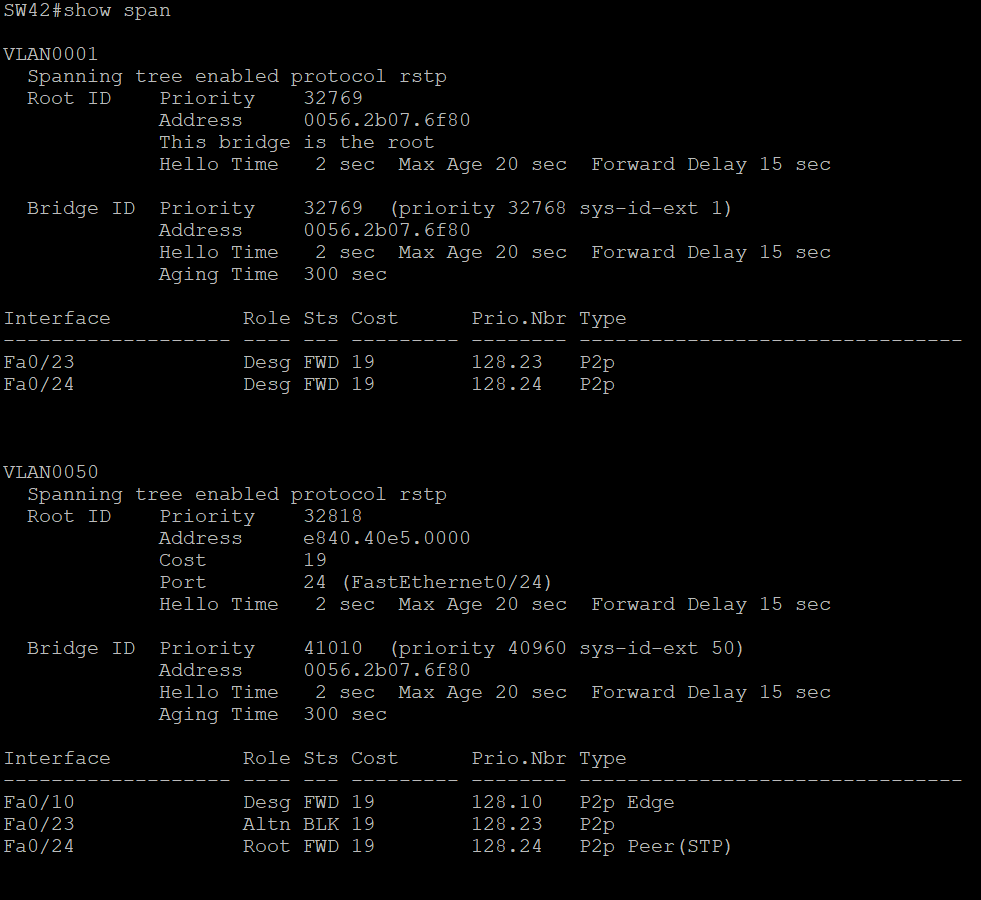 SW42#show span
VLAN0001
  Spanning tree enabled protocol rstp
  Root ID    Priority    32769
             Address     0056.2b07.6f80
             This bridge is the root
             Hello Time   2 sec  Max Age 20 sec  Forward Delay 15 sec
  Bridge ID  Priority    32769  (priority 32768 sys-id-ext 1)
             Address     0056.2b07.6f80
             Hello Time   2 sec  Max Age 20 sec  Forward Delay 15 sec
             Aging Time  300 sec
Interface           Role Sts Cost      Prio.Nbr Type
------------------- ---- --- --------- -------- --------------------------------
Fa0/23              Desg FWD 19        128.23   P2p
Fa0/24              Desg FWD 19        128.24   P2p
VLAN0050
  Spanning tree enabled protocol rstp
  Root ID    Priority    32818
             Address     e840.40e5.0000
             Cost        19
             Port        24 (FastEthernet0/24)
             Hello Time   2 sec  Max Age 20 sec  Forward Delay 15 sec
  Bridge ID  Priority    41010  (priority 40960 sys-id-ext 50)
             Address     0056.2b07.6f80
             Hello Time   2 sec  Max Age 20 sec  Forward Delay 15 sec
             Aging Time  300 sec
Interface           Role Sts Cost      Prio.Nbr Type
------------------- ---- --- --------- -------- --------------------------------
Fa0/10              Desg FWD 19        128.10   P2p Edge
Fa0/23              Altn BLK 19        128.23   P2p
Fa0/24              Root FWD 19        128.24   P2p Peer(STP)